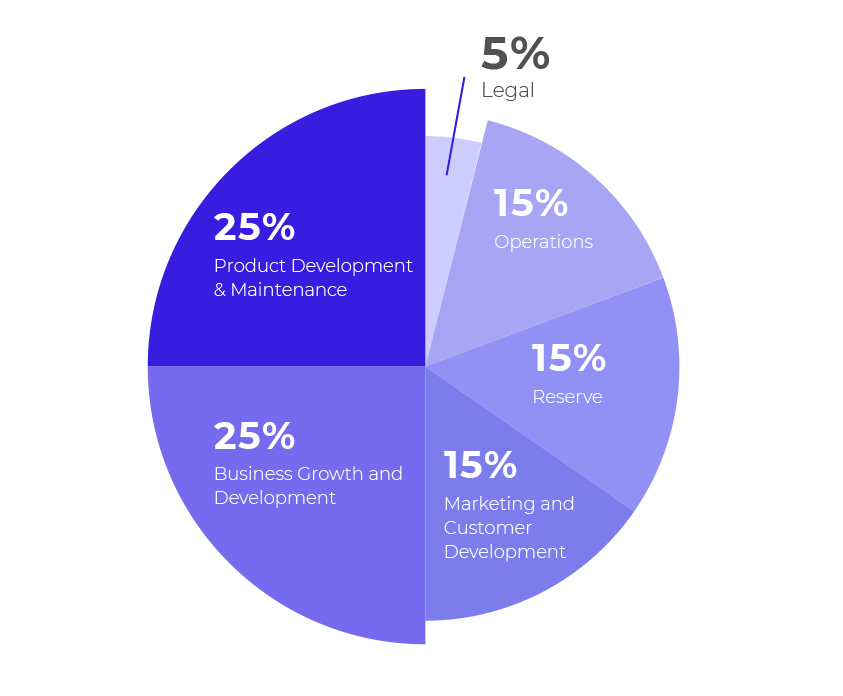 5%
Legal
15%
Operations
25%
Product Development
& Maintenance
15%
Reserve
25%
Business Growth and
Development
15%
Marketing and
Customer
Development